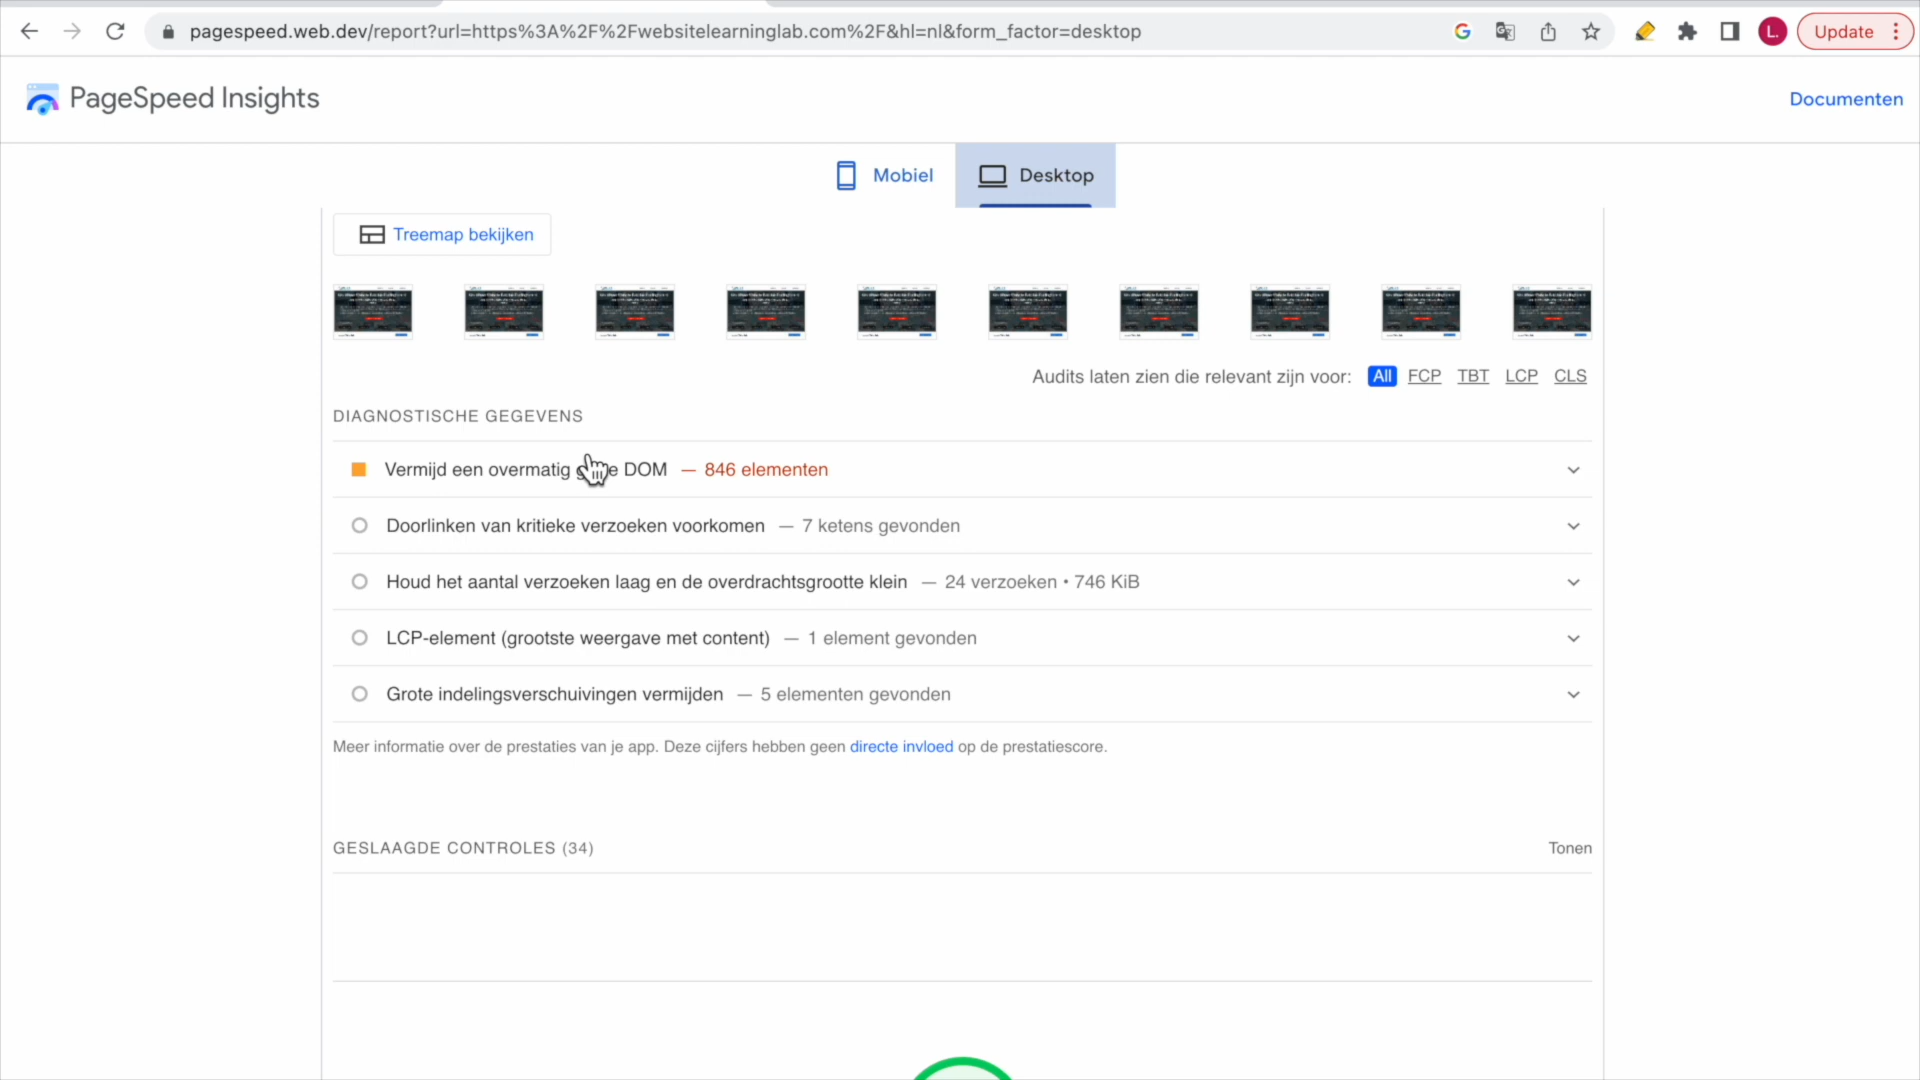 pagespeed.web.dev/report?url=https%3A%2F%2Fwebsitelearninglab.com%2F&hl=nl&form_factor=desktop
L.
Update
PageSpeed Insights
Documenten
Mobiel
Desktop
Treemap bekijken
Audits laten zien die relevant zijn voor: All FCP TBT LCP CLS
DIAGNOSTISCHE GEGEVENS
Vermijd een overmatig DOM — 846 elementen
Doorlinken van kritieke verzoeken voorkomen — 7 ketens gevonden
Houd het aantal verzoeken laag en de overdrachtsgrootte klein — 24 verzoeken • 746 KiB
LCP-element (grootste weergave met content) — 1 element gevonden
Grote indelingsverschuivingen vermijden — 5 elementen gevonden
Meer informatie over de prestaties van je app. Deze cijfers hebben geen directe invloed op de prestatiescore.
GESLAAGDE CONTROLES (34)
Tonen